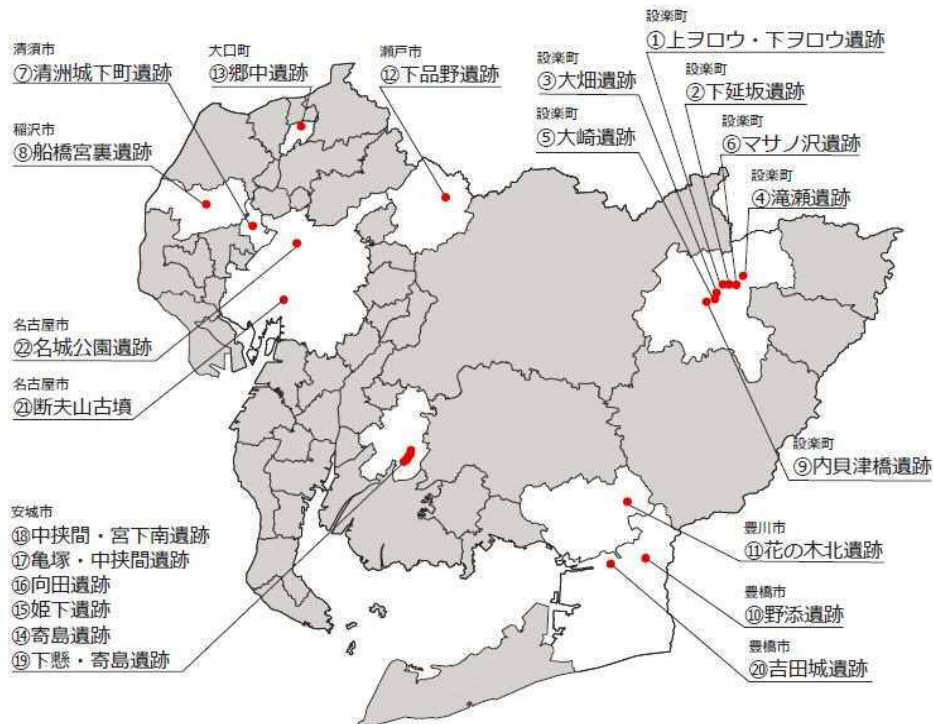 清須市
⑦清洲城下町遺跡
大口町
⑬郷中遺跡
瀬戸市
⑫下品野遺跡
設楽町
①上ヲロウ・下ヲロウ遺跡
設楽町
③大畑遺跡
設楽町
②下延坂遺跡
設楽町
⑤大崎遺跡
設楽町
⑥マサノ沢遺跡
設楽町
④滝瀬遺跡
稲沢市
⑧船橋宮裏遺跡
名古屋市
㉒名城公園遺跡
名古屋市
㉑断夫山古墳
設楽町
⑨内貝津橋遺跡
安城市
⑱中狭間・宮下南遺跡
⑰亀塚・中狭間遺跡
⑯向田遺跡
⑮姫下遺跡
⑭寄島遺跡
⑲下懸・寄島遺跡
豊川市
⑪花の木北遺跡
豊橋市
⑩野添遺跡
豊橋市
⑳吉田城遺跡